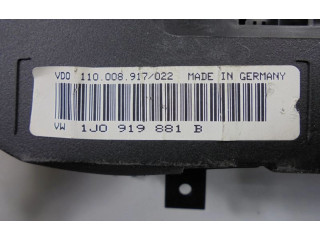 VDO 110.008.917/022 MADE IN GERMANY
VW 1J0 919 881 B